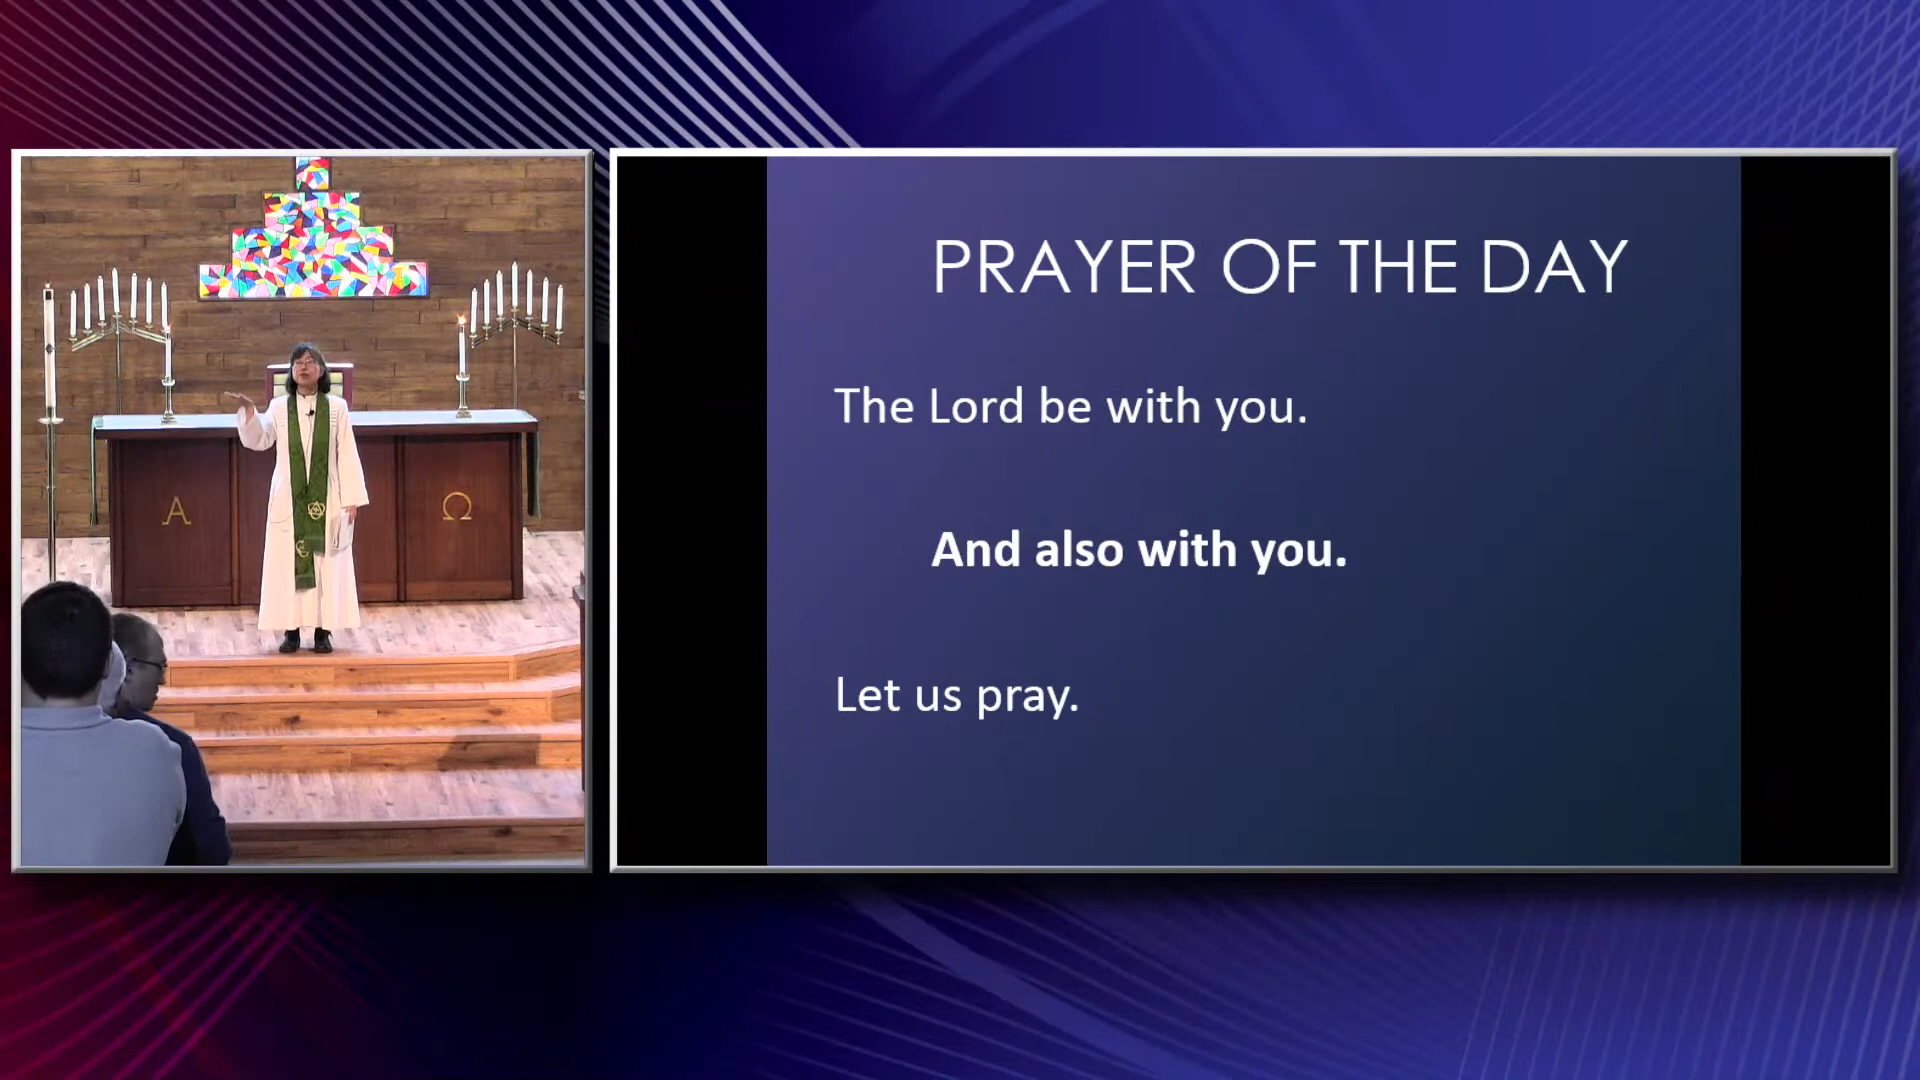 PRAYER OF THE DAY
The Lord be with you.
And also with you.
Let us pray.
Α Ω